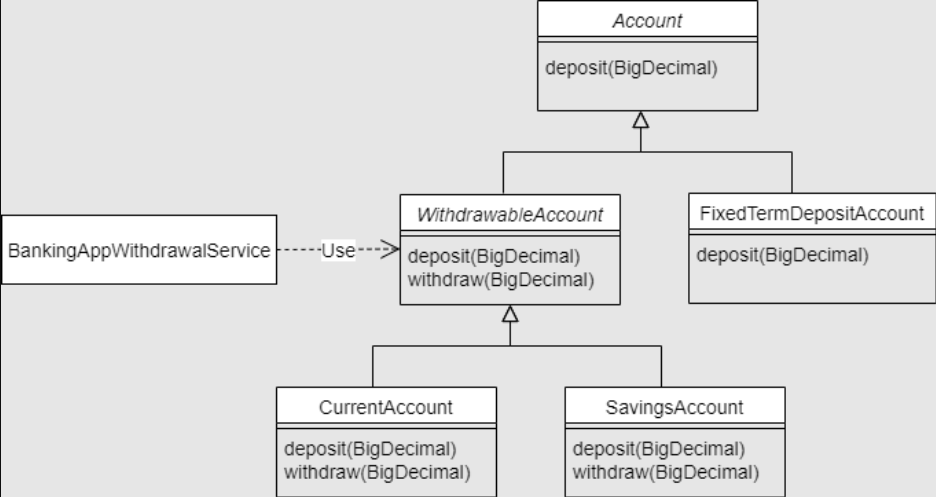 Account
deposit(BigDecimal)
WithdrawableAccount
deposit(BigDecimal)
withdraw(BigDecimal)
FixedTermDepositAccount
deposit(BigDecimal)
BankingAppWithdrawalService
Use
CurrentAccount
deposit(BigDecimal)
withdraw(BigDecimal)
SavingsAccount
deposit(BigDecimal)
withdraw(BigDecimal)